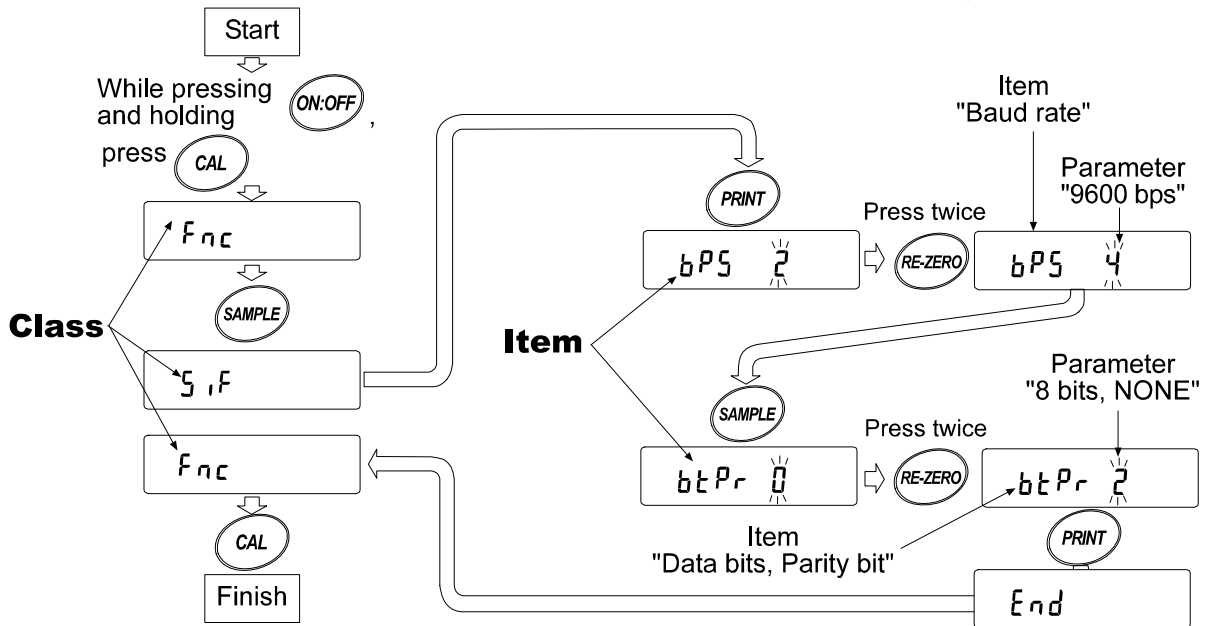 Start
While pressing
and holding
ON:OFF
,
press
CAL
Fnc
SAMPLE
Class
SiF
Fnc
CAL
Finish
PRINT
Item
bPS 2
Press twice
RE-ZERO
Item
"Baud rate"
Parameter
"9600 bps"
bPS 4
SAMPLE
btPr 0
Press twice
RE-ZERO
Parameter
"8 bits, NONE"
btPr 2
Item
"Data bits, Parity bit"
PRINT
End